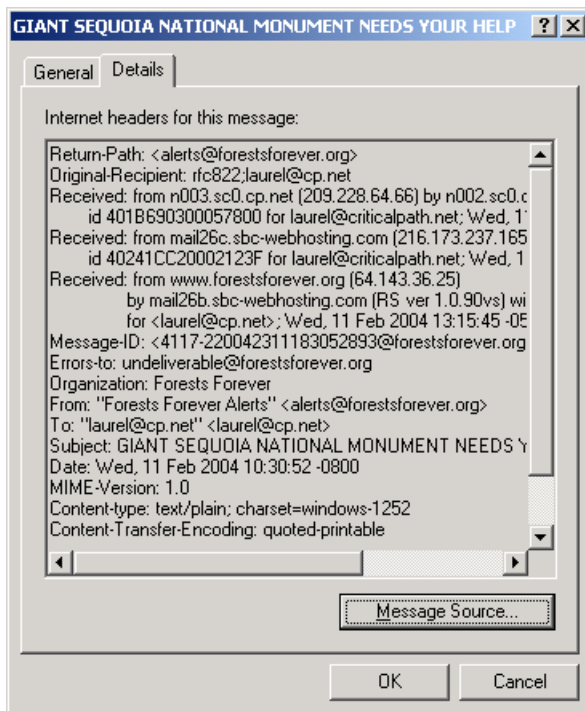 GIANT SEQUOIA NATIONAL MONUMENT NEEDS YOUR HELP
General Details
Internet headers for this message:
Return-Path: <alerts@forestsforever.org>
Original-Recipient: rfc822;laurel@cp.net
Received: from n003.sc0.cp.net (209.228.64.66) by n002.sc0.c
id 401B690300057800 for laurel@criticalpath.net; Wed, 1
Received: from mail26c.sbc-webhosting.com (216.173.237.165
id 40241CC20002123F for laurel@criticalpath.net; Wed, 1
Received: from www.forestsforever.org (64.143.36.25)
by mail26b.sbc-webhosting.com (RS ver 1.0.90vs) wi
for <laurel@cp.net>; Wed, 11 Feb 2004 13:15:45 -05
Message-ID: <4117-220042311183052893@forestsforever.org
Errors-to: undeliverable@forestsforever.org
Organization: Forests Forever
From: "Forests Forever Alerts" <alerts@forestsforever.org>
To: "laurel@cp.net" <laurel@cp.net>
Subject: GIANT SEQUOIA NATIONAL MONUMENT NEEDS Y
Date: Wed, 11 Feb 2004 10:30:52 -0800
MIME-Version: 1.0
Content-type: text/plain; charset=windows-1252
Content-Transfer-Encoding: quoted-printable
Message Source...
OK Cancel